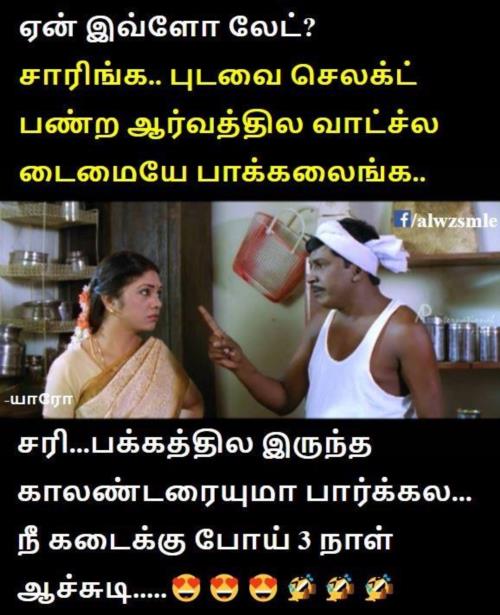 ஏன் இவ்ளோ லேட்?
சாரிங்க.. புடவை செலக்ட்
பண்ற ஆர்வத்தில வாட்ச்ல
டைமையே பாக்கலைங்க..
f/alwzsmle
-யாரோ
சரி...பக்கத்தில இருந்த
காலண்டரையுமா பார்க்கல...
நீ கடைக்கு போய் 3 நாள்
ஆச்சுடி.....😍 😍 😍 🤣 🤣 🤣